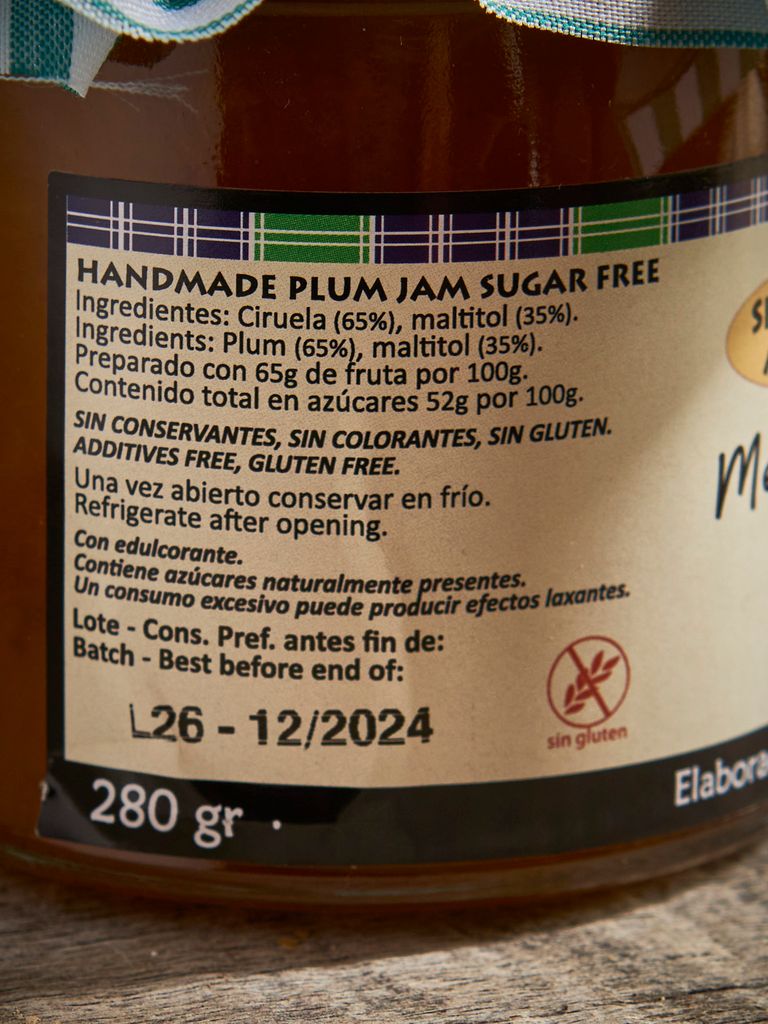 HANDMADE PLUM JAM SUGAR FREE
Ingredientes: Ciruela (65%), maltitol (35%).
Ingredients: Plum (65%), maltitol (35%).
Preparado con 65g de fruta por 100g.
Contenido total en azúcares 52g por 100g.
SIN CONSERVANTES, SIN COLORANTES, SIN GLUTEN.
ADDITIVES FREE, GLUTEN FREE.
Una vez abierto conservar en frío.
Refrigerate after opening.
Con edulcorante.
Contiene azúcares naturalmente presentes.
Un consumo excesivo puede producir efectos laxantes.
Lote - Cons. Pref. antes fin de:
Batch - Best before end of:
L26 - 12/2024
sin gluten
280 gr